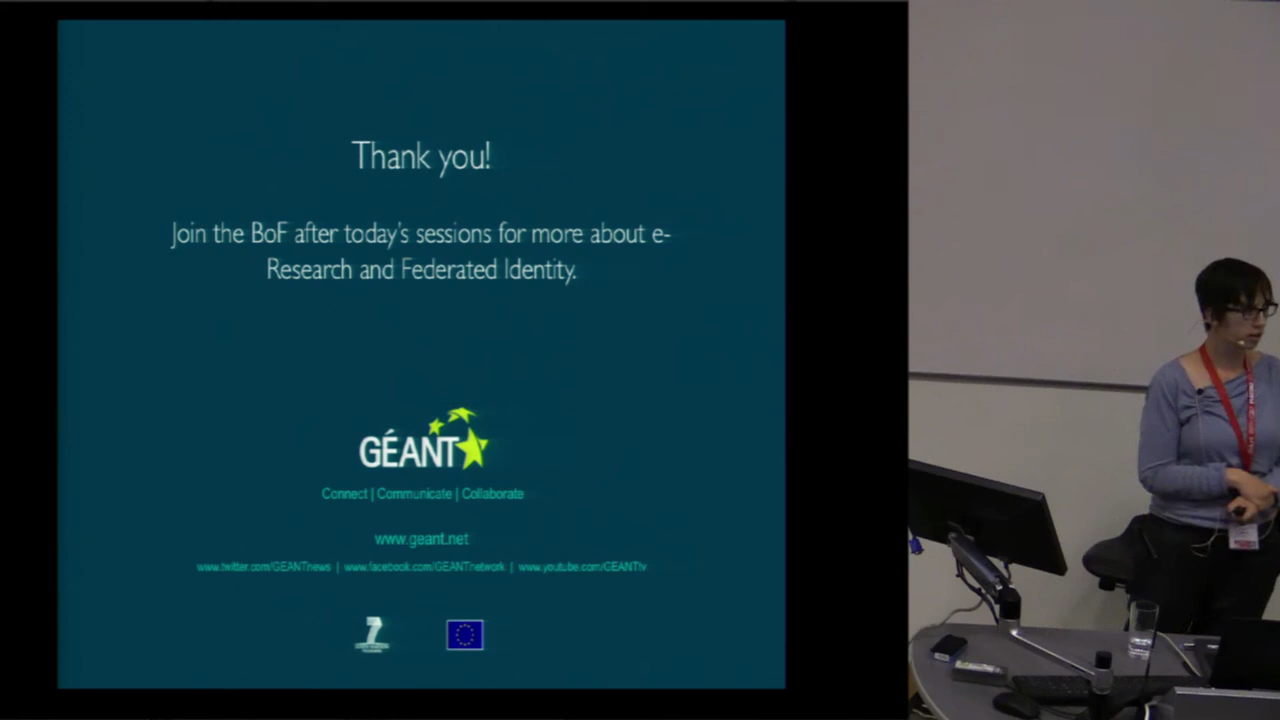 Thank you!
Join the BoF after today's sessions for more about e-
Research and Federated Identity.
GÉANT
Connect | Communicate | Collaborate
www.geant.net
www.twitter.com/GEANTnews | www.facebook.com/GEANTnetwork | www.youtube.com/GEANTtv